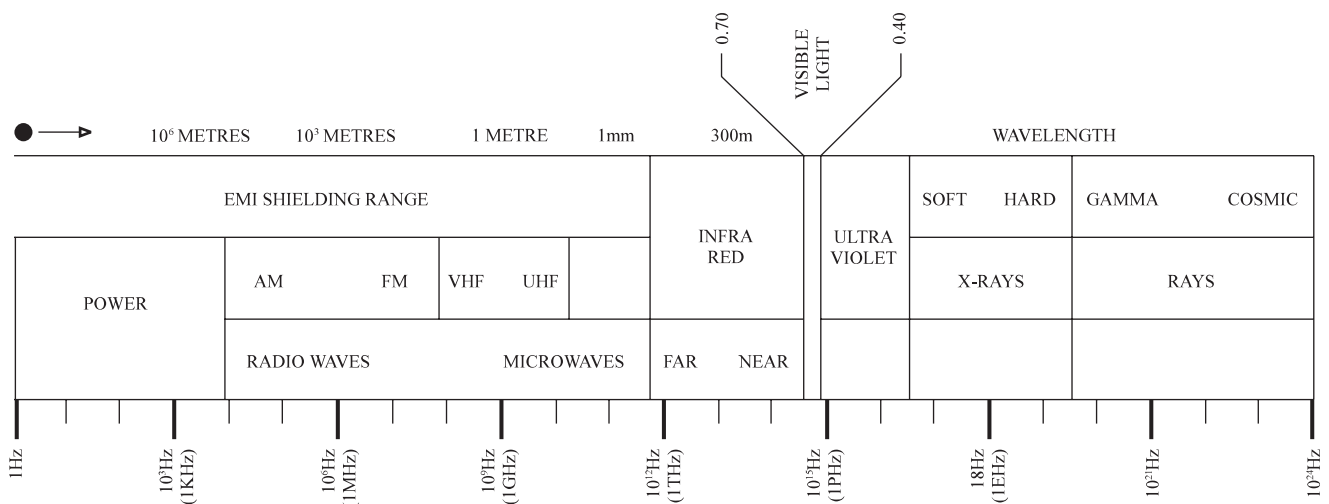 0.70
VISIBLE
LIGHT
0.40
10⁶ METRES 10³ METRES 1 METRE 1mm 300m WAVELENGTH
EMI SHIELDING RANGE
SOFT HARD GAMMA COSMIC
INFRA
RED
ULTRA
VIOLET
POWER
AM FM VHF UHF
X-RAYS
RAYS
RADIO WAVES MICROWAVES FAR NEAR
1Hz
10³Hz
(1KHz)
10⁶Hz
(1MHz)
10⁹Hz
(1GHz)
10¹²Hz
(1THz)
10¹⁵Hz
(1PHz)
18Hz
(1EHz)
10²¹Hz
10²⁴Hz